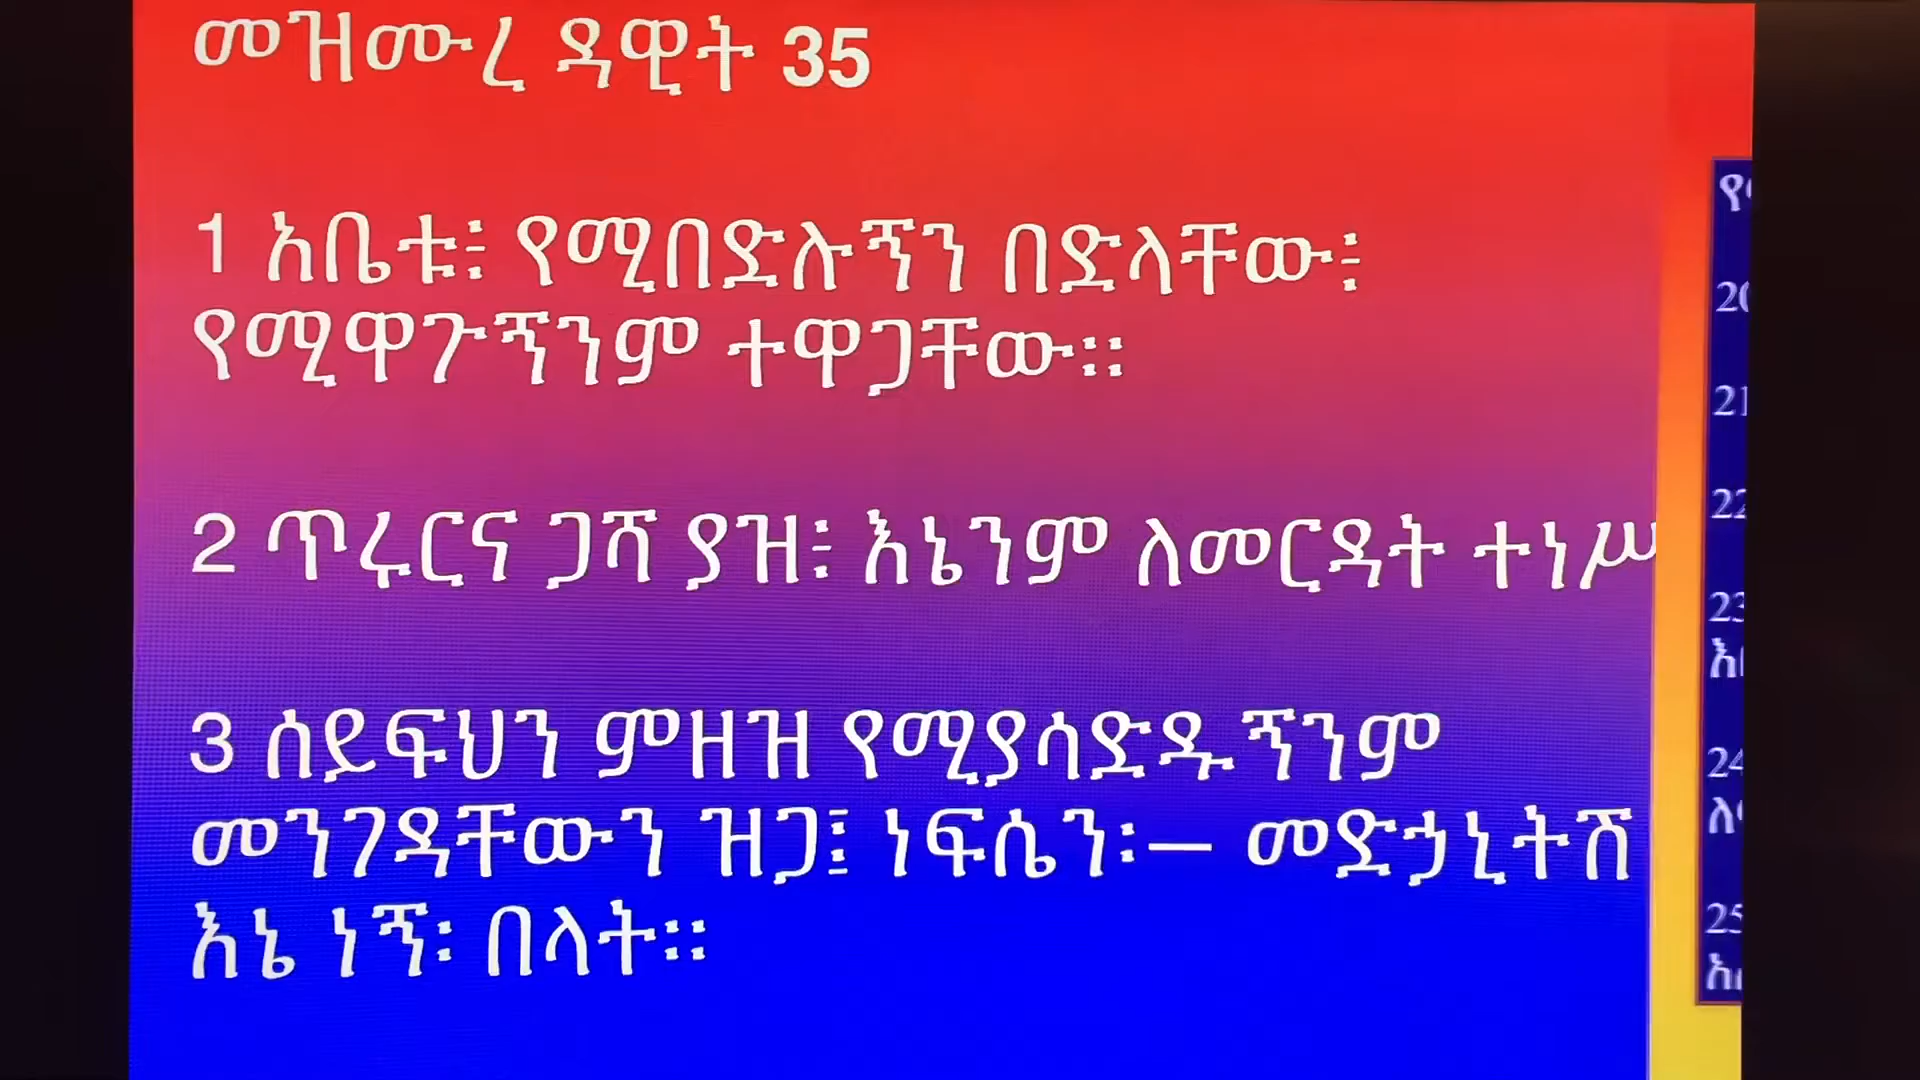 መዝሙረ ዳዊት 35
1 አቤቱ፥ የሚበድሉኝን በድላቸው፥
የሚዋጉኝንም ተዋጋቸው።
2 ጥሩርና ጋሻ ያዝ፥ እኔንም ለመርዳት ተነሥ
3 ሰይፍህን ምዘዝ የሚያሳድዱኝንም
መንገዳቸውን ዝጋ፤ ነፍሴን፡— መድኃኒትሽ
እኔ ነኝ፡ በላት።
20
21
22
23
24
25